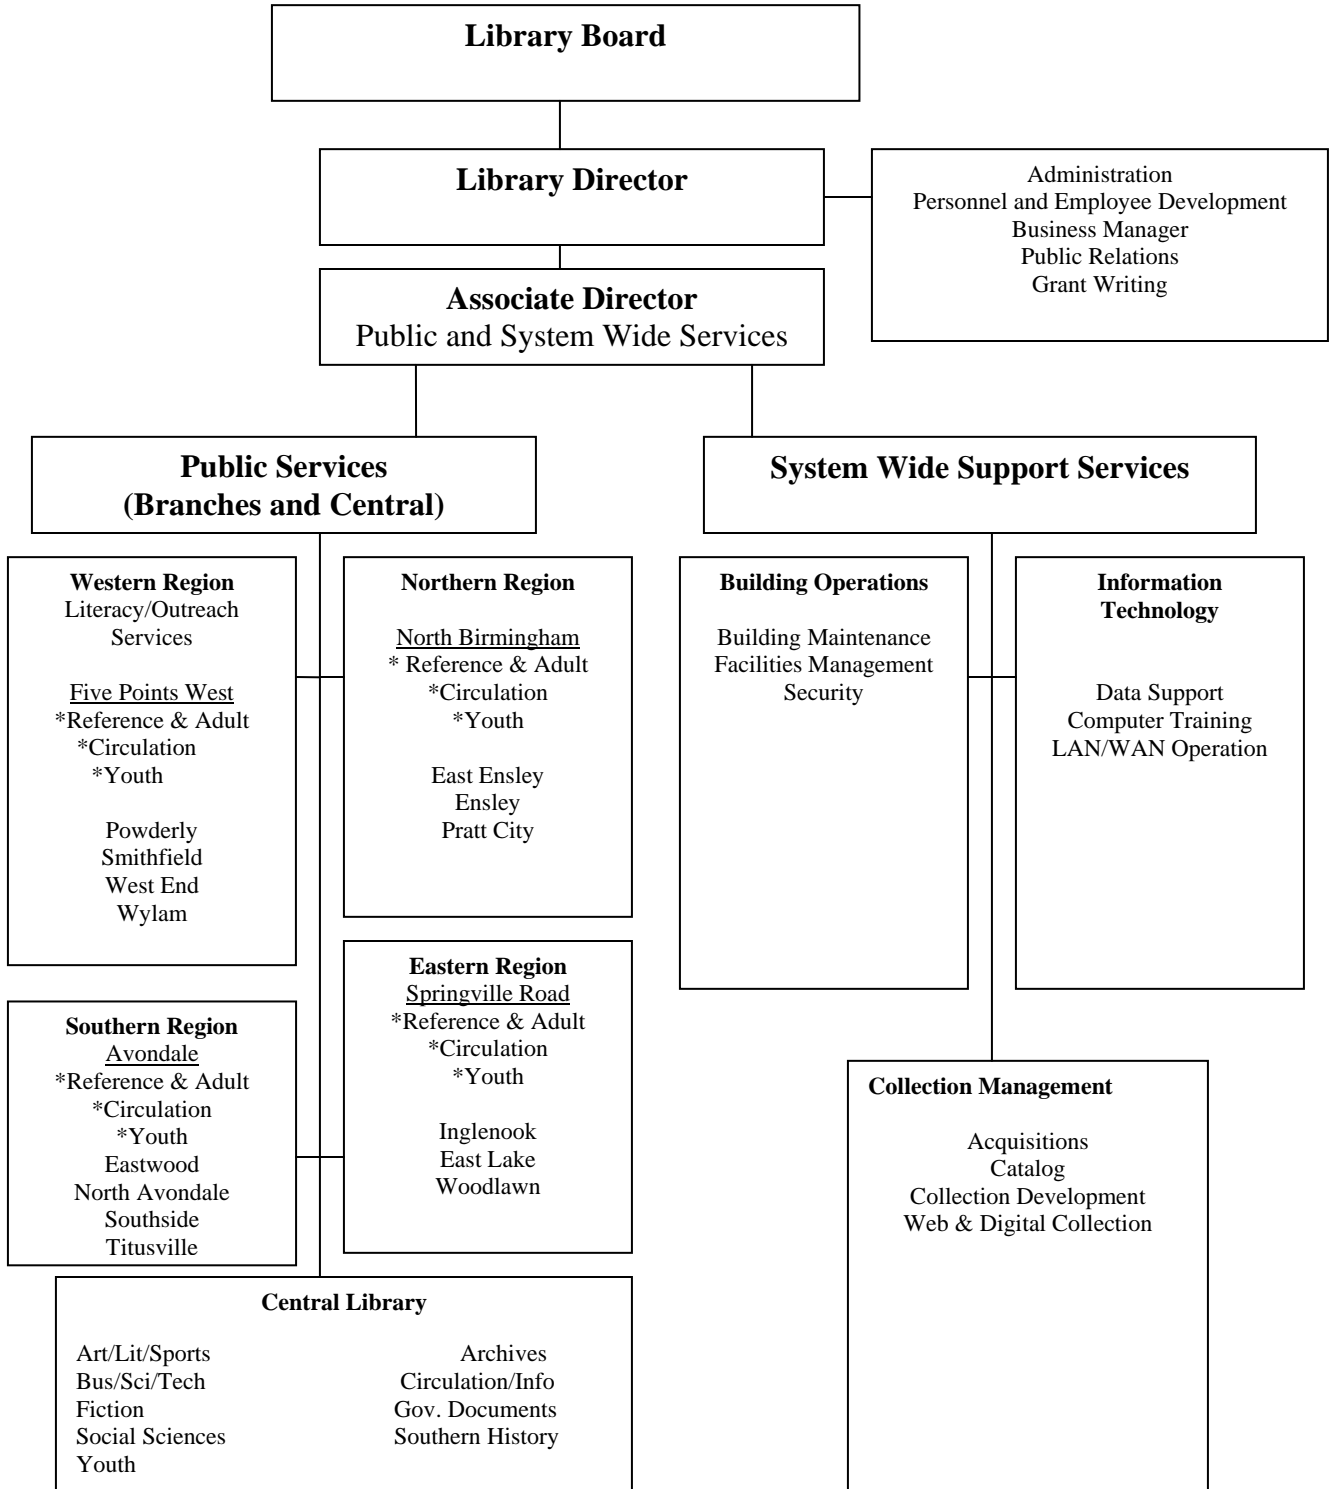 Library Board
Library Director
Administration
Personnel and Employee Development
Business Manager
Public Relations
Grant Writing
Associate Director
Public and System Wide Services
Public Services
(Branches and Central)
System Wide Support Services
Western Region
Literacy/Outreach
Services
Five Points West
*Reference & Adult
*Circulation
*Youth
Powderly
Smithfield
West End
Wylam
Northern Region
North Birmingham
* Reference & Adult
*Circulation
*Youth
East Ensley
Ensley
Pratt City
Building Operations
Building Maintenance
Facilities Management
Security
Information
Technology
Data Support
Computer Training
LAN/WAN Operation
Southern Region
Avondale
*Reference & Adult
*Circulation
*Youth
Eastwood
North Avondale
Southside
Titusville
Eastern Region
Springville Road
*Reference & Adult
*Circulation
*Youth
Inglenook
East Lake
Woodlawn
Collection Management
Acquisitions
Catalog
Collection Development
Web & Digital Collection
Central Library
Art/Lit/Sports
Bus/Sci/Tech
Fiction
Social Sciences
Youth
Archives
Circulation/Info
Gov. Documents
Southern History